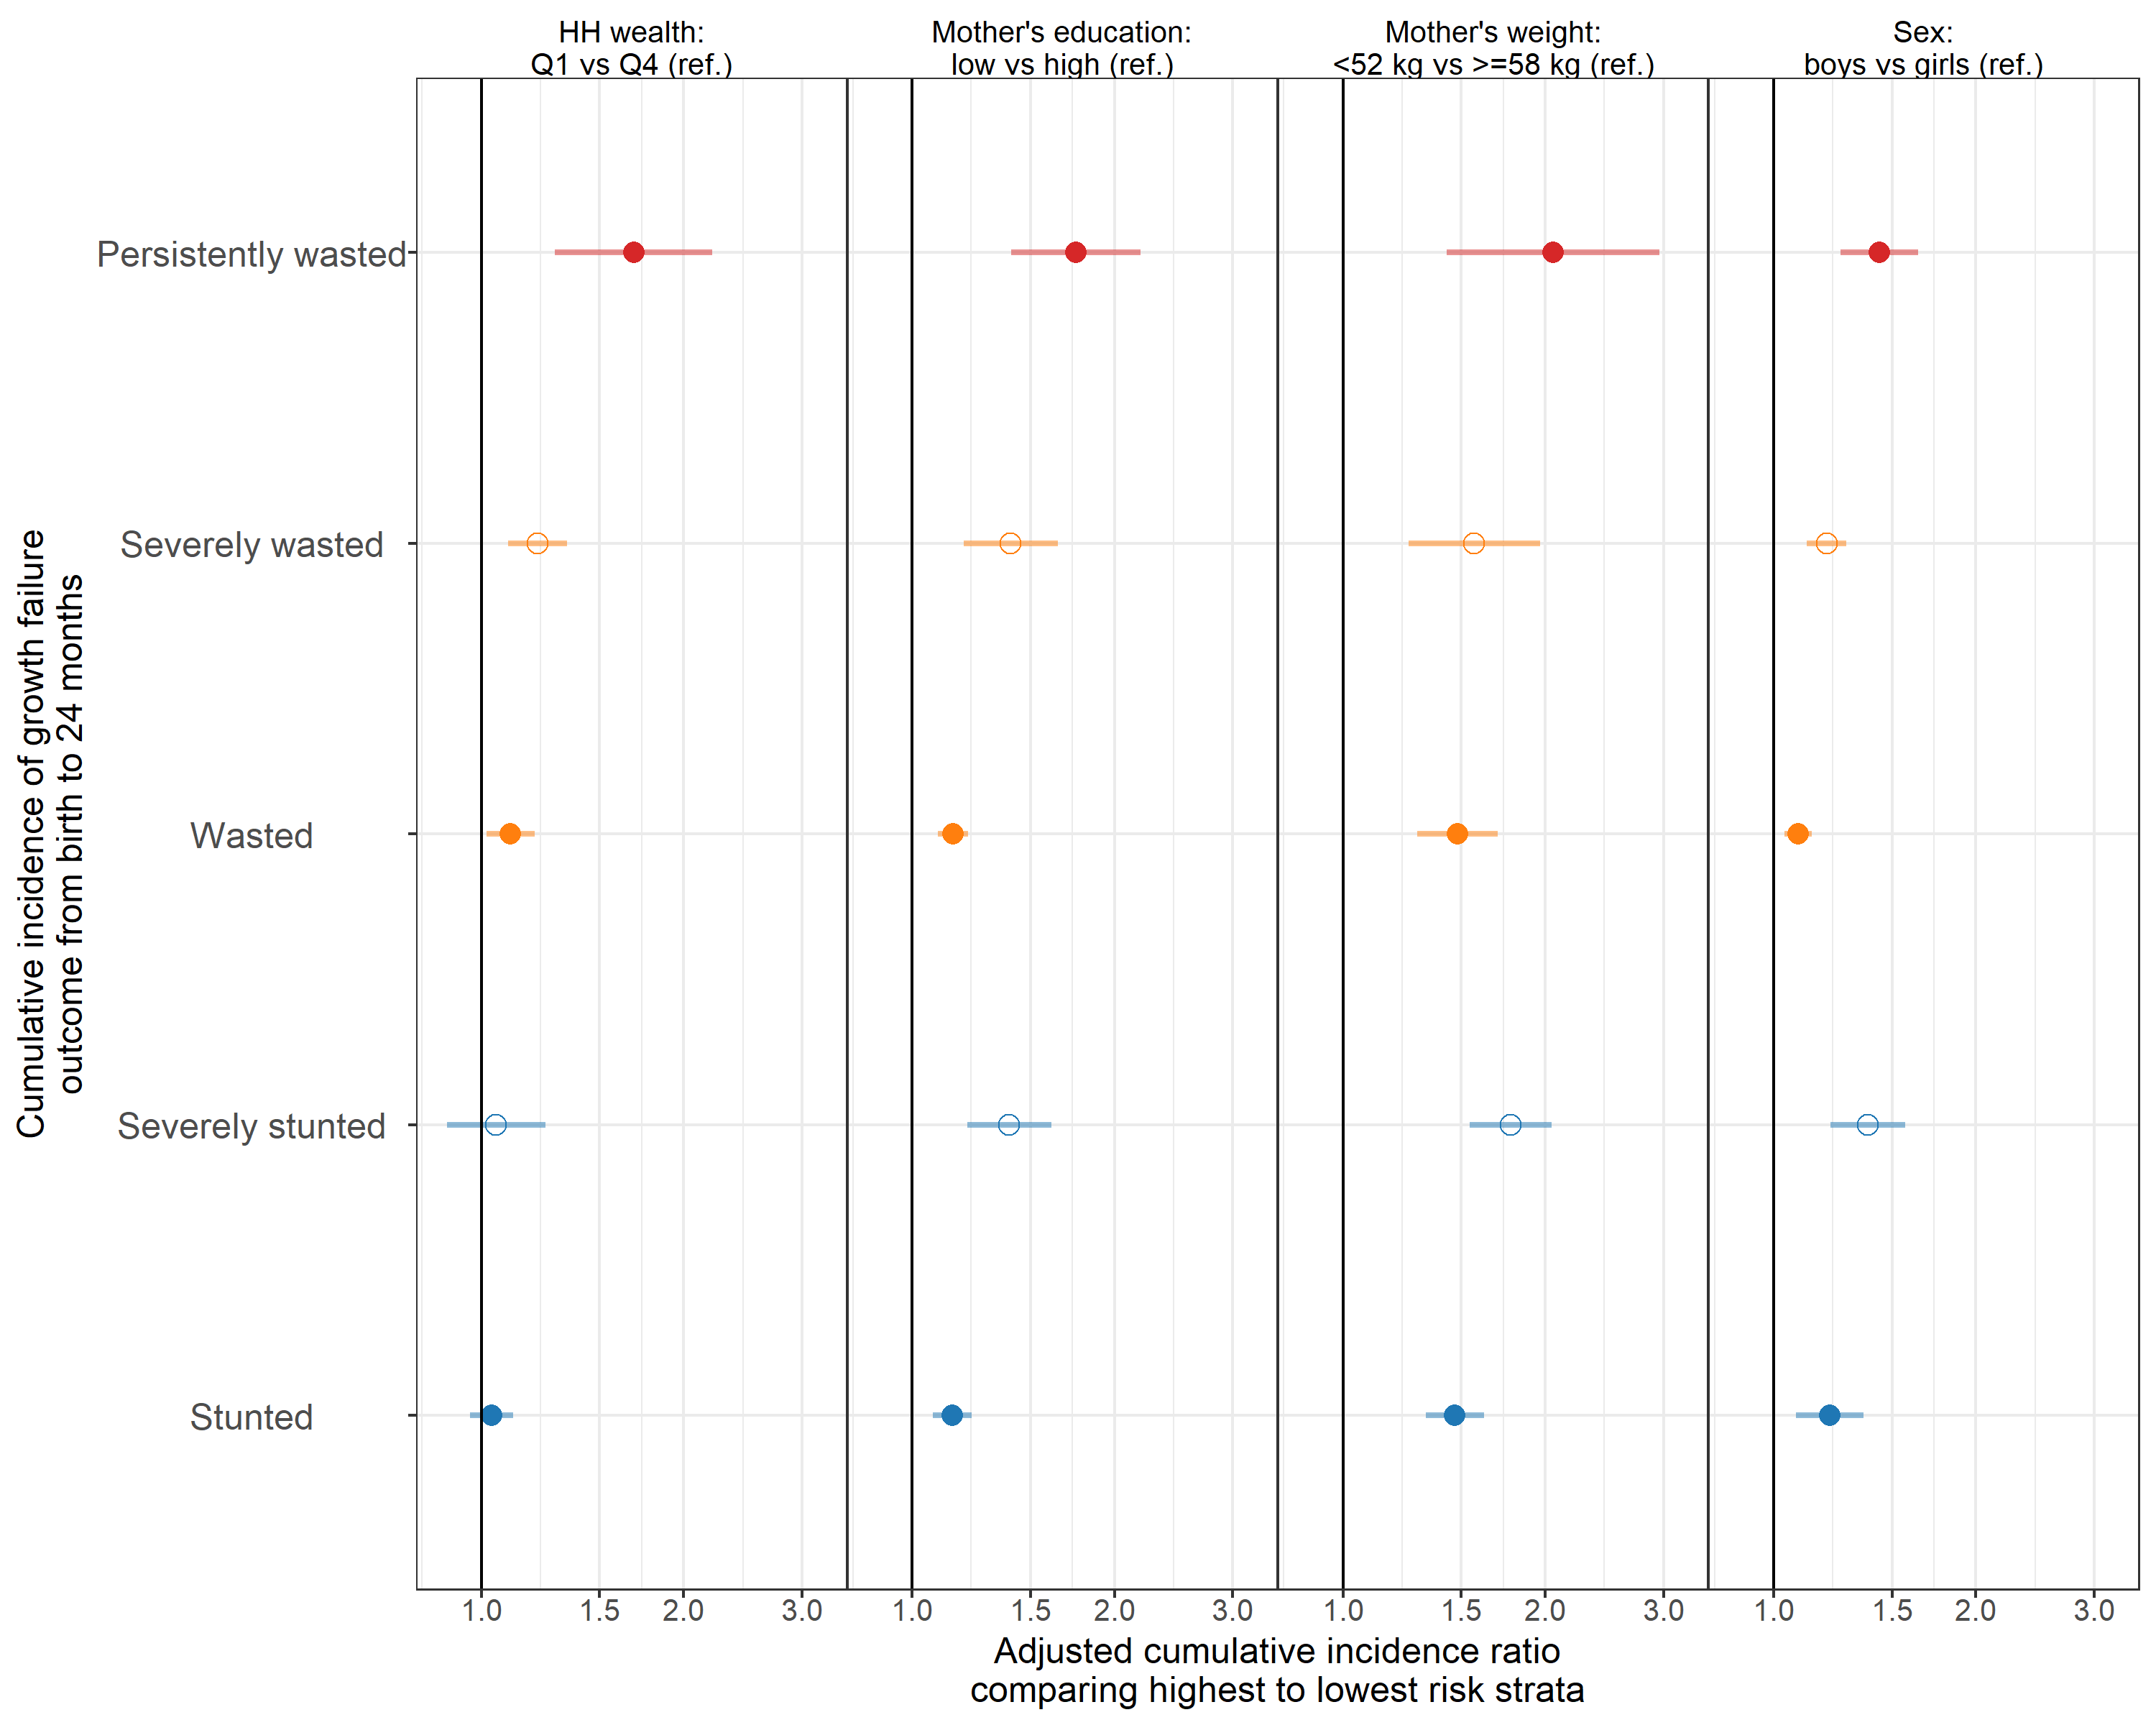 HH wealth:
Q1 vs Q4 (ref.)
Mother's education:
low vs high (ref.)
Mother's weight:
<52 kg vs >=58 kg (ref.)
Sex:
boys vs girls (ref.)
Cumulative incidence of growth failure
outcome from birth to 24 months
Persistently wasted
Severely wasted
Wasted
Severely stunted
Stunted
1.0 1.5 2.0 3.0 1.0 1.5 2.0 3.0 1.0 1.5 2.0 3.0 1.0 1.5 2.0 3.0
Adjusted cumulative incidence ratio
comparing highest to lowest risk strata